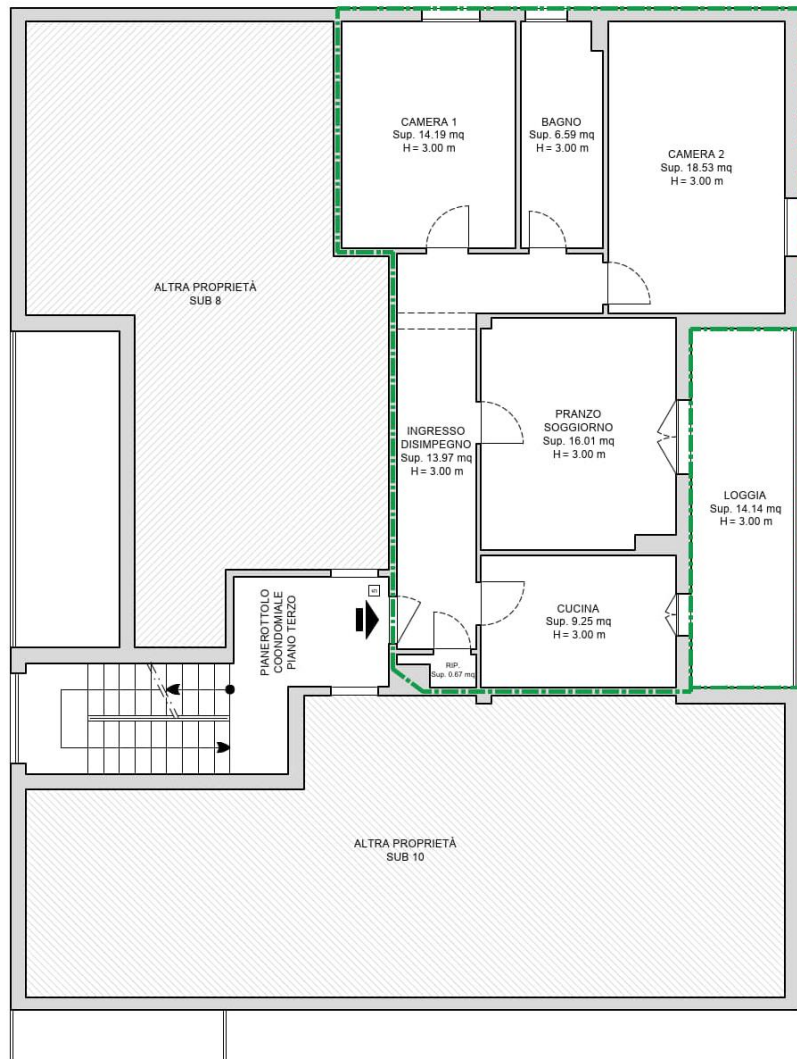 CAMERA 1
Sup. 14.19 mq
H = 3.00 m
BAGNO
Sup. 6.59 mq
H = 3.00 m
CAMERA 2
Sup. 18.53 mq
H = 3.00 m
ALTRA PROPRIETÀ
SUB 8
INGRESSO
DISIMPEGNO
Sup. 13.97 mq
H = 3.00 m
PRANZO
SOGGIORNO
Sup. 16.01 mq
H = 3.00 m
LOGGIA
Sup. 14.14 mq
H = 3.00 m
PIANEROTTOLO
COONDOMIALE
PIANO TERZO
CUCINA
Sup. 9.25 mq
H = 3.00 m
RIP.
Sup. 0.67 mq
ALTRA PROPRIETÀ
SUB 10